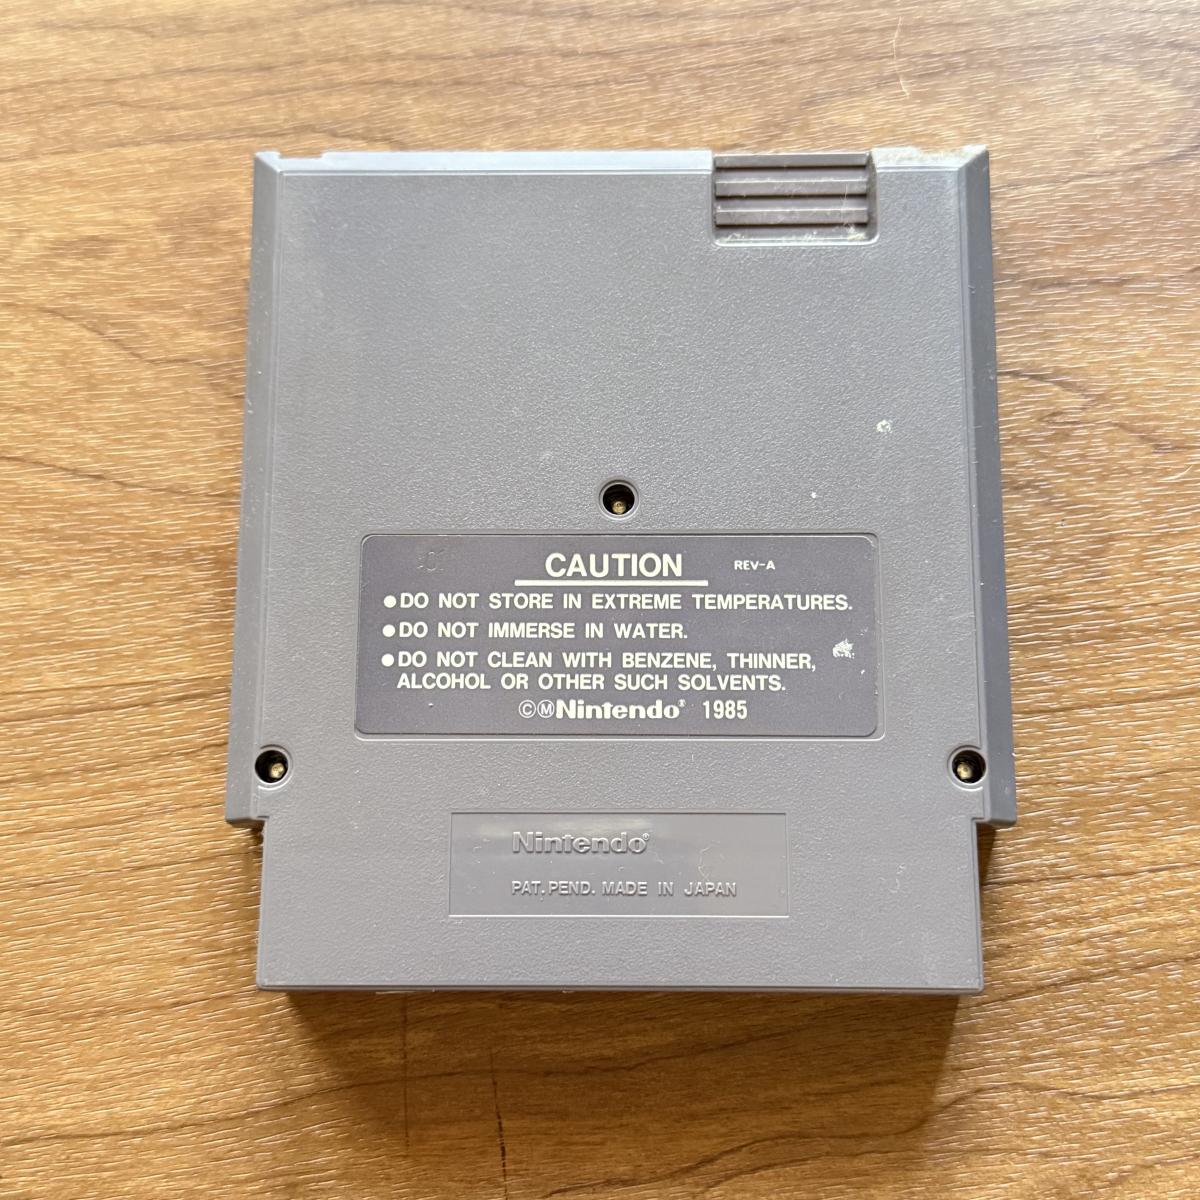 CAUTION REV-A
●DO NOT STORE IN EXTREME TEMPERATURES.
●DO NOT IMMERSE IN WATER.
●DO NOT CLEAN WITH BENZENE, THINNER,
ALCOHOL OR OTHER SUCH SOLVENTS.
©ⓂNintendo® 1985
Nintendo®
PAT. PEND. MADE IN JAPAN